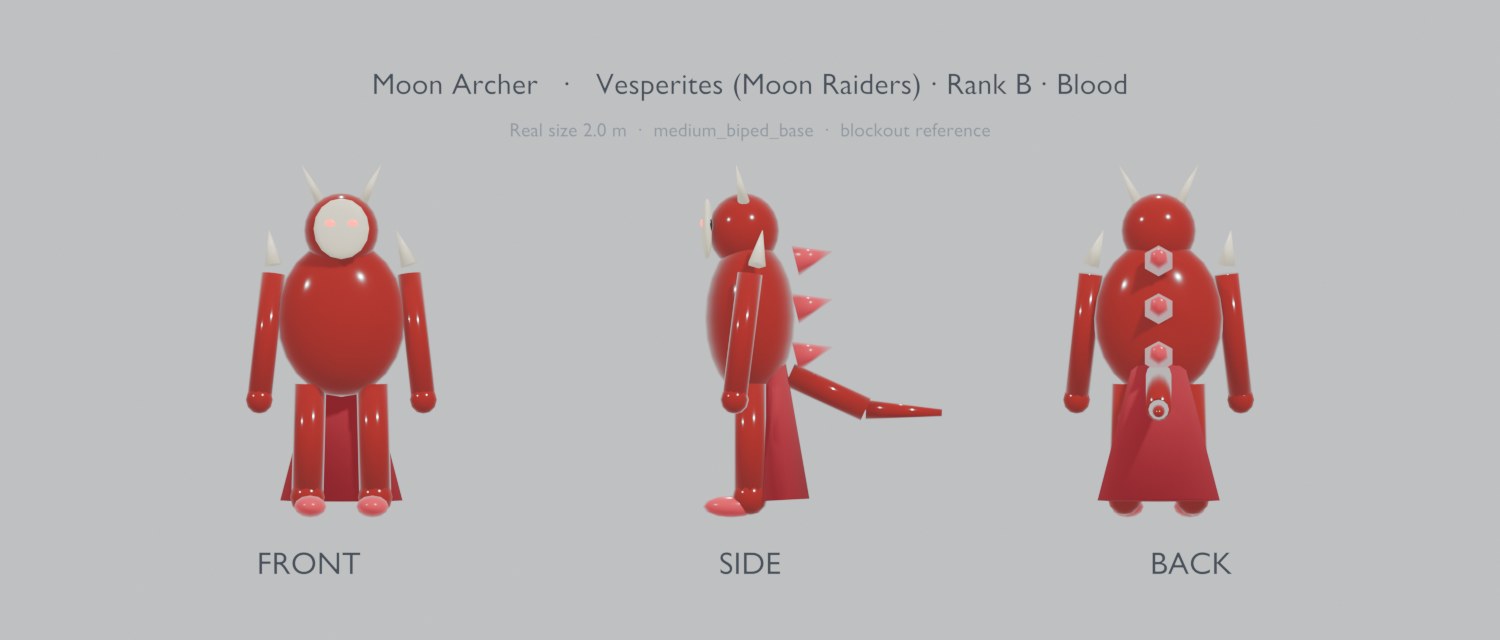 Moon Archer · Vesperites (Moon Raiders) · Rank B · Blood
Real size 2.0 m · medium_biped_base · blockout reference
FRONT SIDE BACK